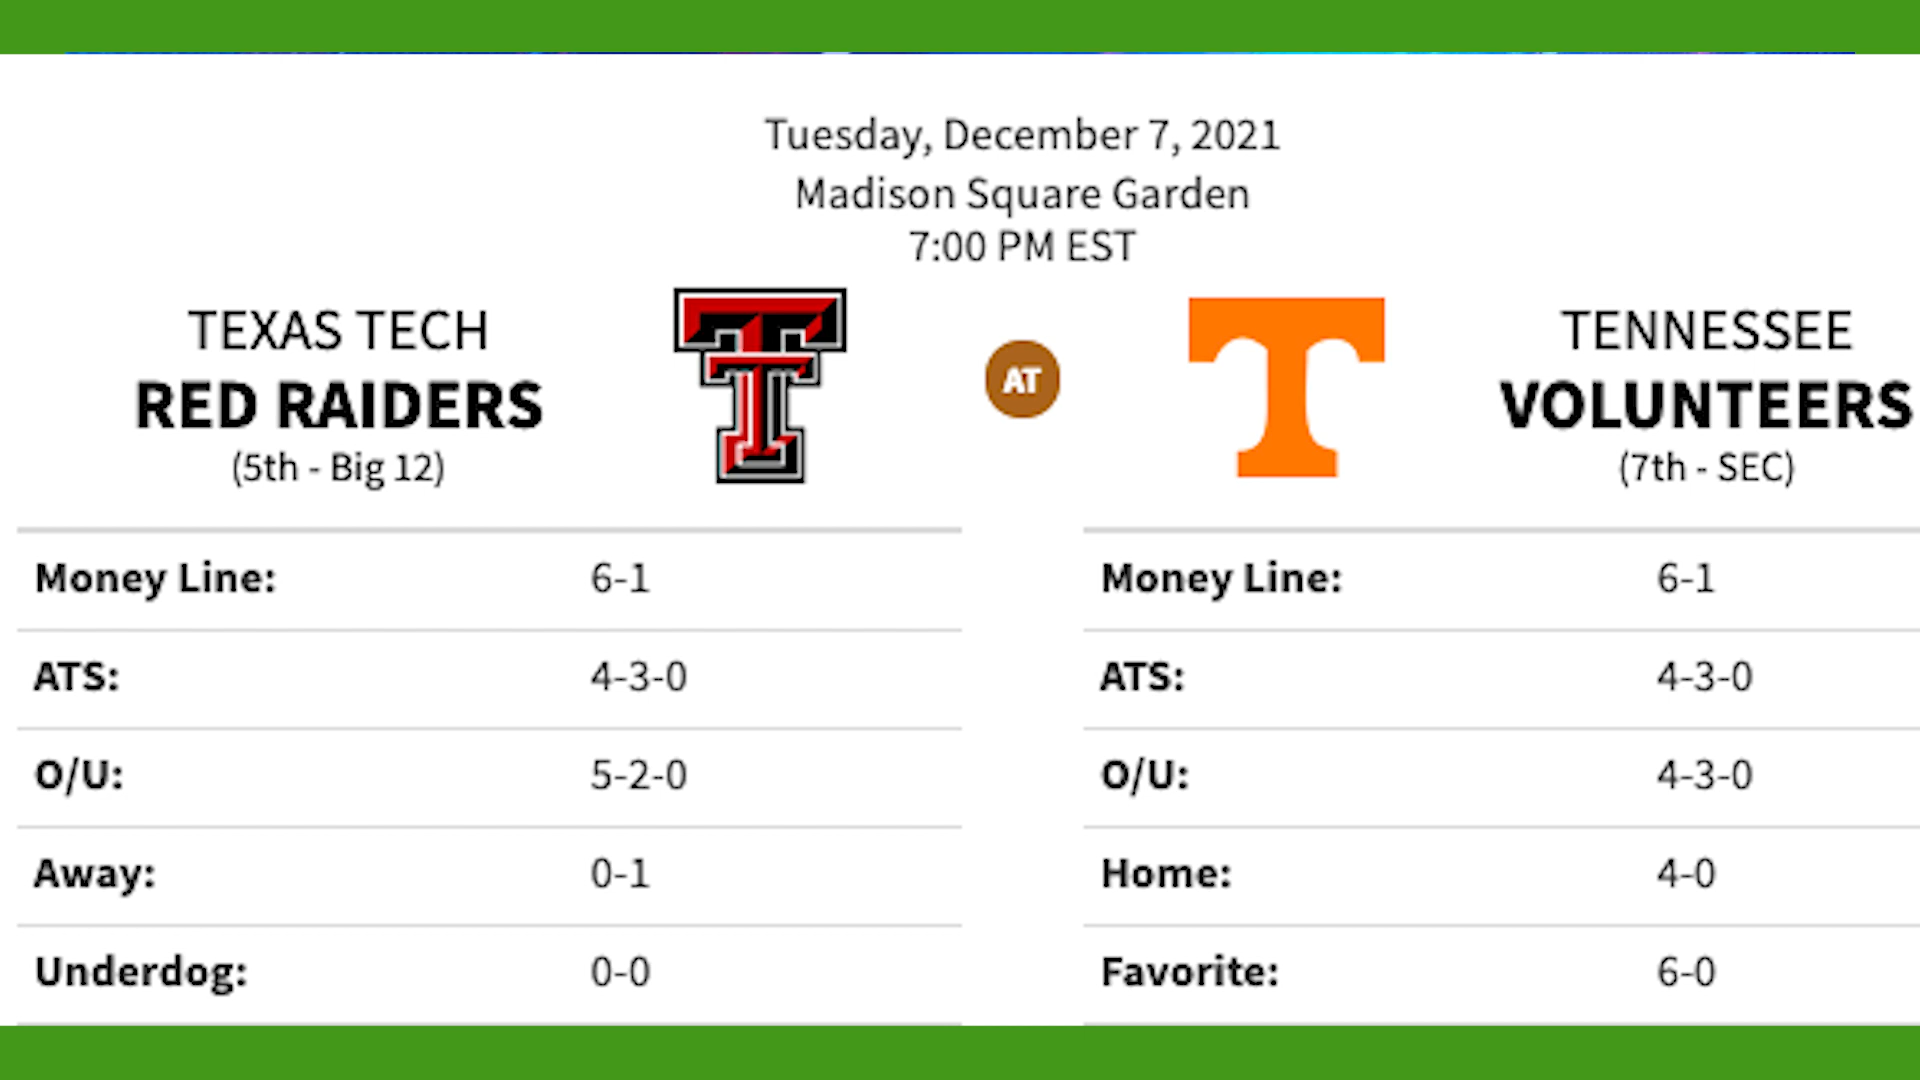 Tuesday, December 7, 2021
Madison Square Garden
7:00 PM EST
TEXAS TECH
RED RAIDERS
(5th - Big 12)
AT
TENNESSEE
VOLUNTEERS
(7th - SEC)
Money Line: 6-1
ATS: 4-3-0
O/U: 5-2-0
Away: 0-1
Underdog: 0-0
Money Line: 6-1
ATS: 4-3-0
O/U: 4-3-0
Home: 4-0
Favorite: 6-0